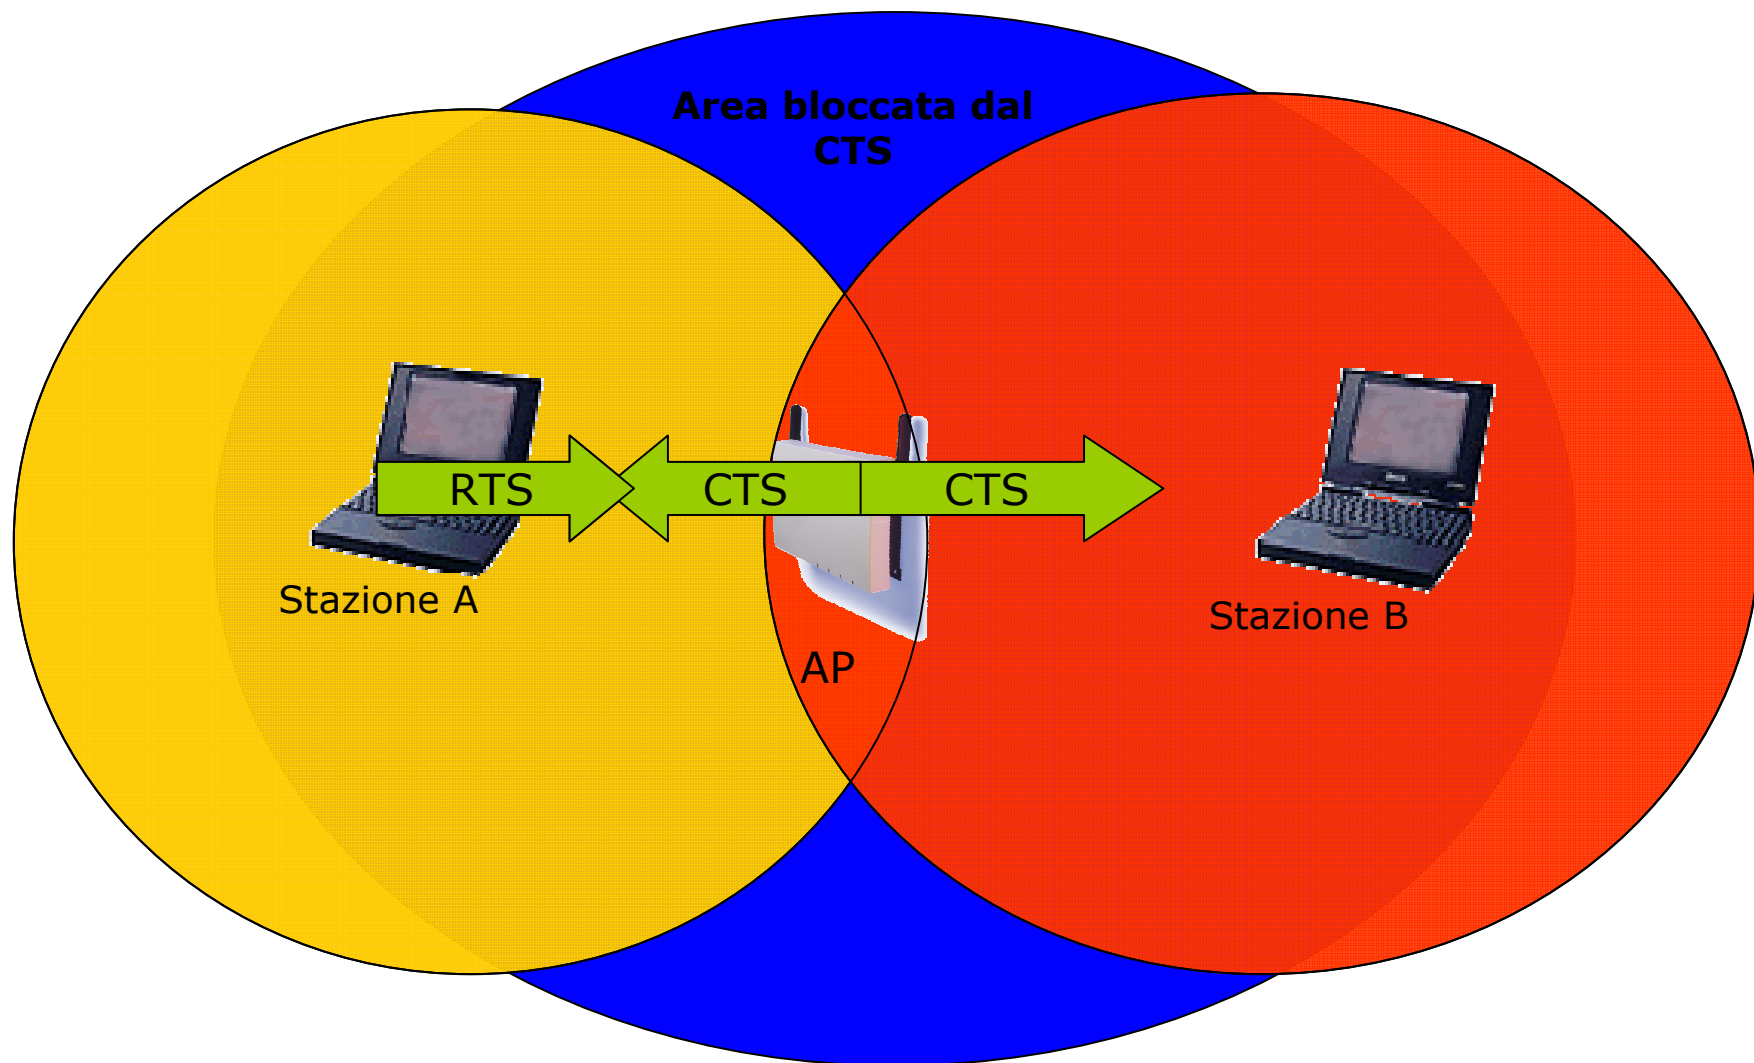 Area bloccata dal
CTS
RTS
CTS
CTS
Stazione A
Stazione B
AP